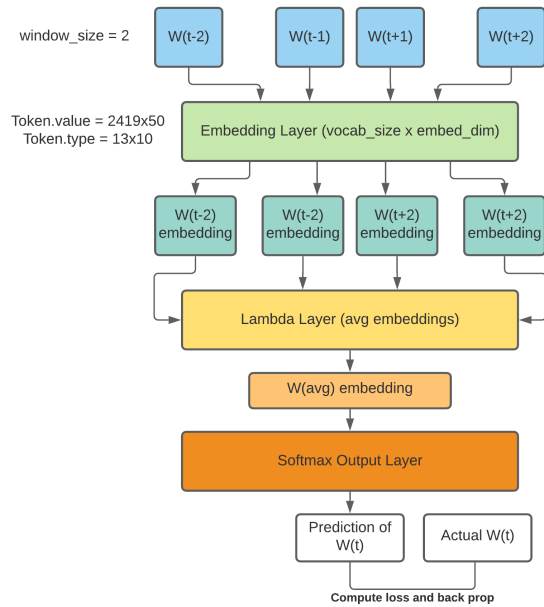 window_size = 2
W(t-2)
W(t-1)
W(t+1)
W(t+2)
Token.value = 2419x50
Token.type = 13x10
Embedding Layer (vocab_size x embed_dim)
W(t-2)
embedding
W(t-2)
embedding
W(t+2)
embedding
W(t+2)
embedding
Lambda Layer (avg embeddings)
W(avg) embedding
Softmax Output Layer
Prediction of
W(t)
Actual W(t)
Compute loss and back prop